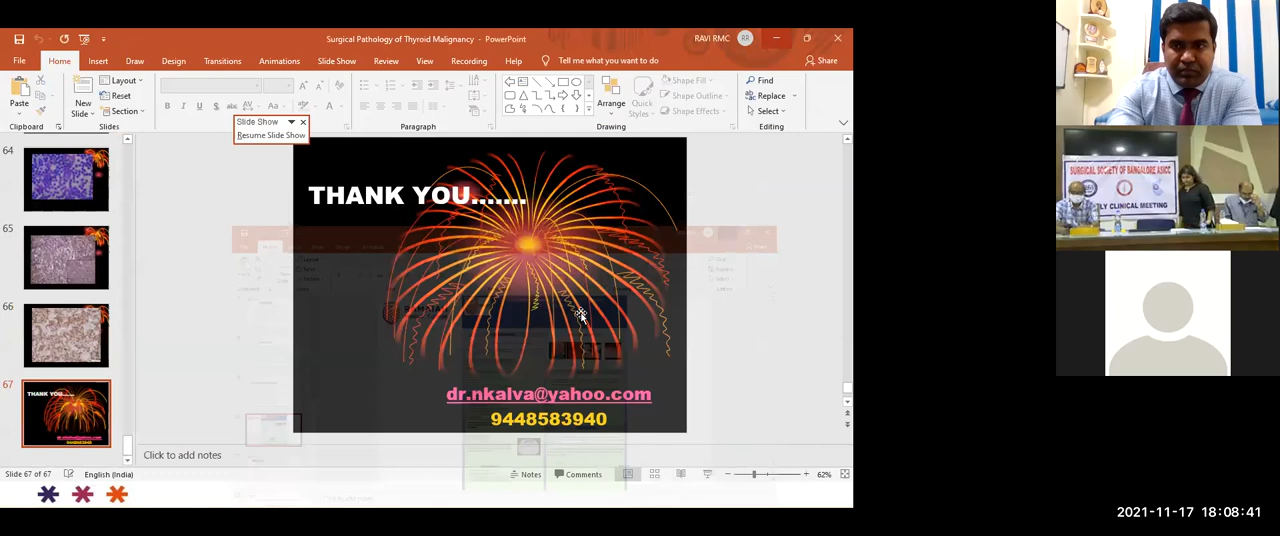 Surgical Pathology of Thyroid Malignancy - PowerPoint
RAVI RMC
RR
File Home Insert Draw Design Transitions Animations Slide Show Review View Recording Help Tell me what you want to do Share
Paste
Clipboard
New Slide
Layout
Reset
Section
Slides
B I U S abc AV Aa A
Paragraph
Arrange
Quick Styles
Shape Fill
Shape Outline
Shape Effects
Drawing
Find
Replace
Select
Editing
Slide Show
Resume Slide Show
64
65
66
67
THANK YOU.......
dr.nkalva@yahoo.com
9448583940
Click to add notes
Slide 67 of 67 English (India) Notes Comments 62%
SURGICAL SOCIETY OF BANGALORE ASICC
LY CLINICAL MEETING
2021-11-17 18:08:41